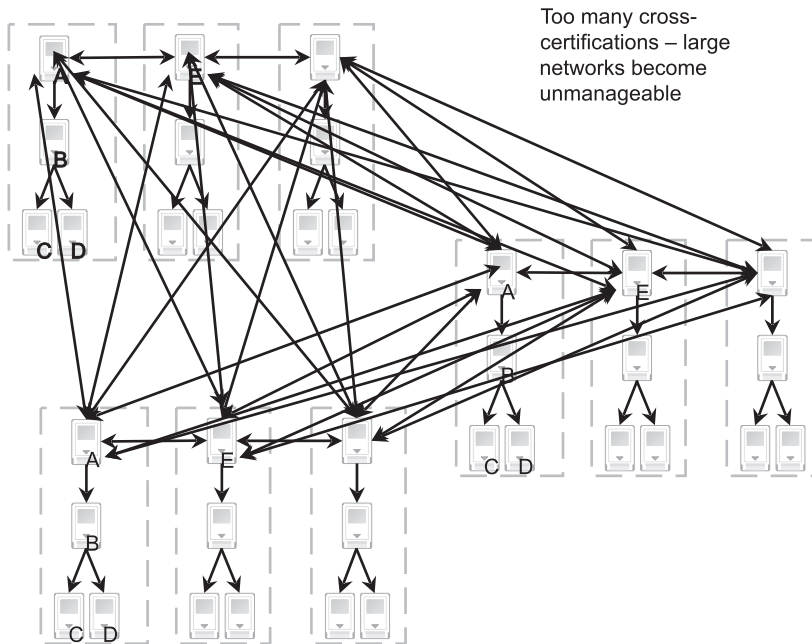 Too many cross-
certifications – large
networks become
unmanageable
A
E
B
C
D
A
E
B
C
D
A
E
B
C
D